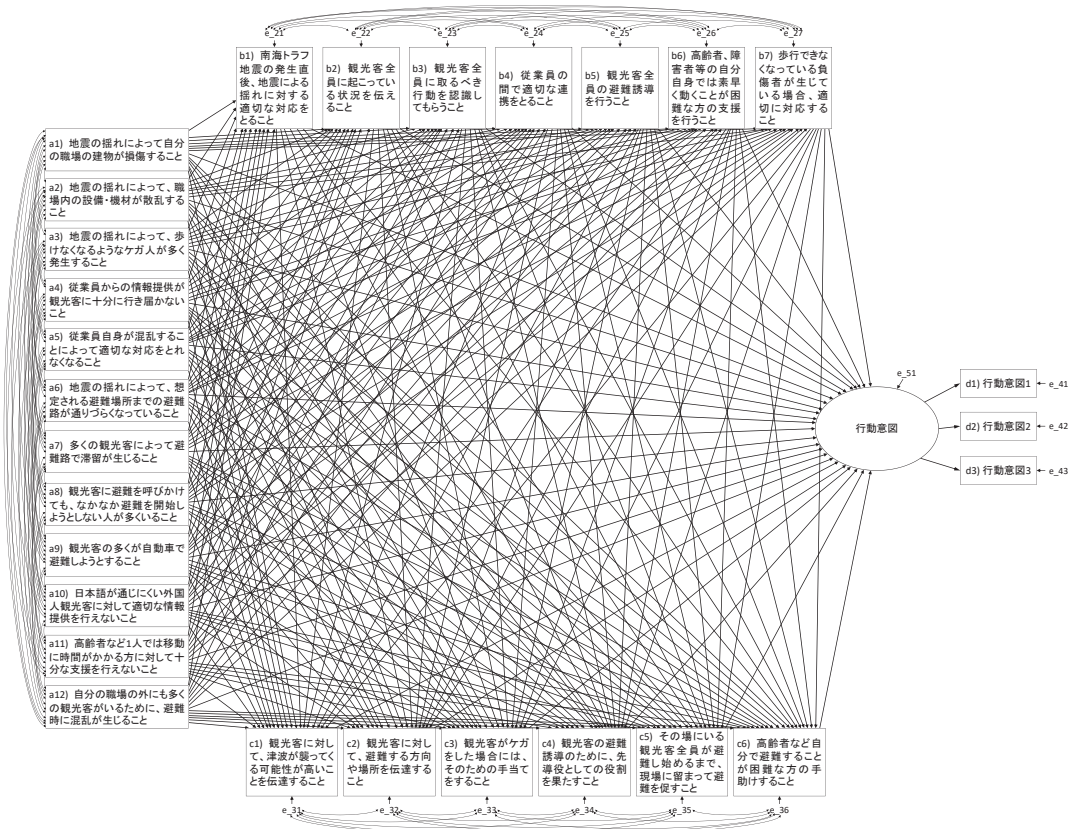 e_21
e_22
e_23
e_24
e_25
e_26
e_27
b1) 南海トラフ
地震の発生直
後、地震による
揺れに対する
適切な対応を
とること
b2) 観光客全
員に起こってい
る状況を伝え
ること
b3) 観光客全
員に取るべき
行動を認識し
てもらうこと
b4) 従業員の
間で適切な連
携をとること
b5) 観光客全
員の避難誘導
を行うこと
b6) 高齢者、障
害者等の自分
自身では素早
く動くことが困
難な方の支援
を行うこと
b7) 歩行できな
くなっている負
傷者が生じて
いる場合、適
切に対応する
こと
a1) 地震の揺れによって自分
の職場の建物が損傷すること
a2) 地震の揺れによって、職
場内の設備・機材が散乱する
こと
a3) 地震の揺れによって、歩
けなくなるようなケガ人が多く
発生すること
a4) 従業員からの情報提供が
観光客に十分に行き届かない
こと
a5) 従業員自身が混乱するこ
とによって適切な対応をとれ
なくなること
a6) 地震の揺れによって、想
定される避難場所までの避難
路が通りづらくなっていること
a7) 多くの観光客によって避
難路で滞留が生じること
a8) 観光客に避難を呼びかけ
ても、なかなか避難を開始し
ようとしない人が多くいること
a9) 観光客の多くが自動車で
避難しようとすること
a10) 日本語が通じにくい外国
人観光客に対して適切な情報
提供を行えないこと
a11) 高齢者など1人では移動
に時間がかかる方に対して十
分な支援を行えないこと
a12) 自分の職場の外にも多く
の観光客がいるために、避難
時に混乱が生じること
e_51
行動意図
d1) 行動意図1
e_41
d2) 行動意図2
e_42
d3) 行動意図3
e_43
c1) 観光客に対し
て、津波が襲ってく
る可能性が高いこ
とを伝達すること
c2) 観光客に対し
て、避難する方向
や場所を伝達する
こと
c3) 観光客がケガ
をした場合には、
そのための手当て
をすること
c4) 観光客の避難
誘導のために、先
導役としての役割
を果たすこと
c5) その場にいる
観光客全員が避
難し始めるまで、
現場に留まって避
難を促すこと
c6) 高齢者など自
分で避難すること
が困難な方の手
助けすること
e_31
e_32
e_33
e_34
e_35
e_36